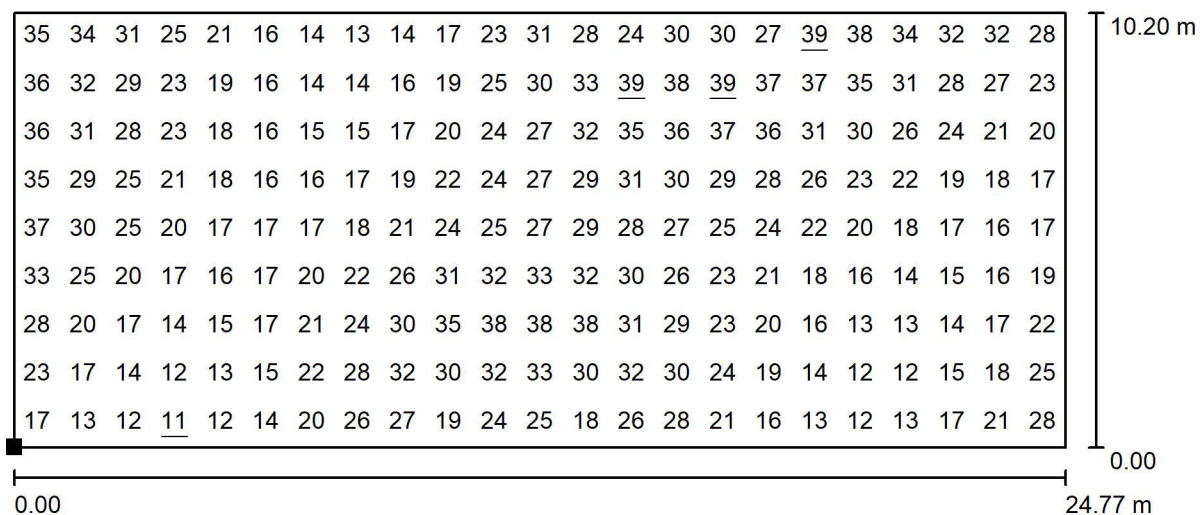 35 34 31 25 21 16 14 13 14 17 23 31 28 24 30 30 27 39 38 34 32 32 28
10.20 m
36 32 29 23 19 16 14 14 16 19 25 30 33 39 38 39 37 37 35 31 28 27 23
36 31 28 23 18 16 15 15 17 20 24 27 32 35 36 37 36 31 30 26 24 21 20
35 29 25 21 18 16 16 17 19 22 24 27 29 31 30 29 28 26 23 22 19 18 17
37 30 25 20 17 17 17 18 21 24 25 27 29 28 27 25 24 22 20 18 17 16 17
33 25 20 17 16 17 20 22 26 31 32 33 32 30 26 23 21 18 16 14 15 16 19
28 20 17 14 15 17 21 24 30 35 38 38 38 31 29 23 20 16 13 13 14 17 22
23 17 14 12 13 15 22 28 32 30 32 33 30 32 30 24 19 14 12 12 15 18 25
17 13 12 11 12 14 20 26 27 19 24 25 18 26 28 21 16 13 12 13 17 21 28
0.00
0.00
24.77 m